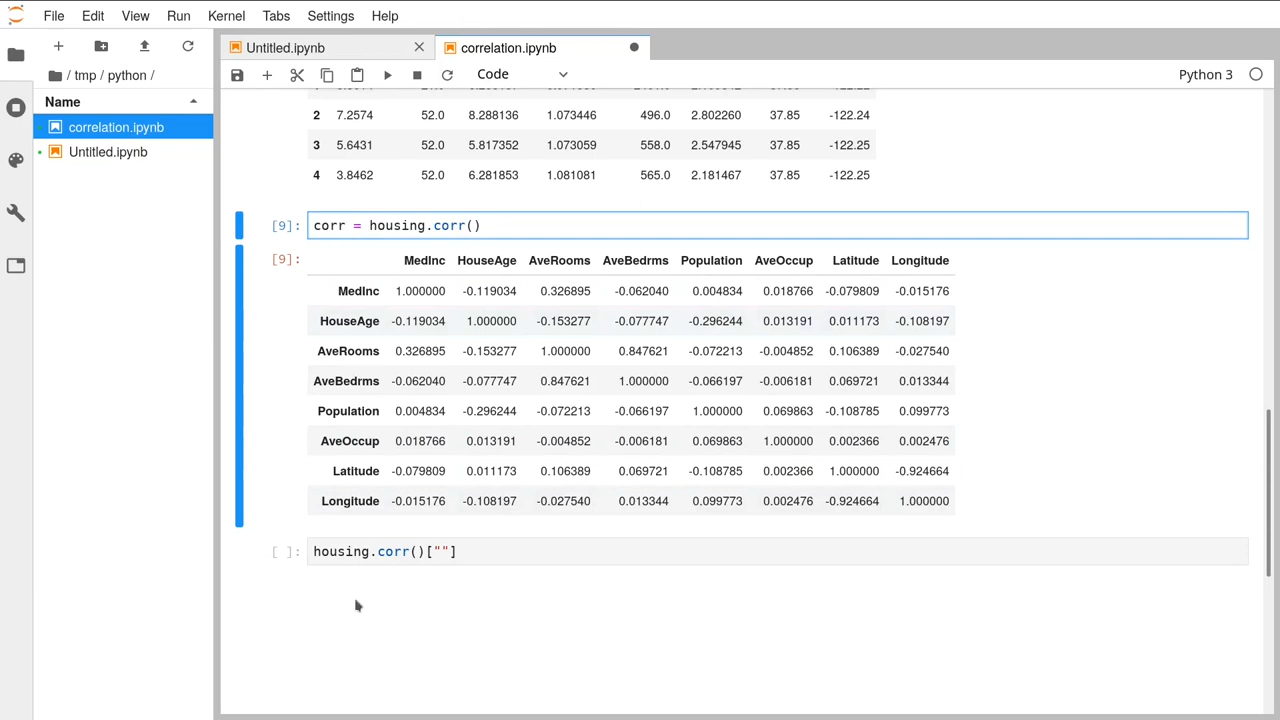 File Edit View Run Kernel Tabs Settings Help
Untitled.ipynb
correlation.ipynb
Code
Python 3
/ tmp / python /
Name
correlation.ipynb
Untitled.ipynb
2 7.2574 52.0 8.288136 1.073446 496.0 2.802260 37.85 -122.24
3 5.6431 52.0 5.817352 1.073059 558.0 2.547945 37.85 -122.25
4 3.8462 52.0 6.281853 1.081081 565.0 2.181467 37.85 -122.25
[9]: corr = housing.corr()
[9]: MedInc HouseAge AveRooms AveBedrms Population AveOccup Latitude Longitude
MedInc 1.000000 -0.119034 0.326895 -0.062040 0.004834 0.018766 -0.079809 -0.015176
HouseAge -0.119034 1.000000 -0.153277 -0.077747 -0.296244 0.013191 0.011173 -0.108197
AveRooms 0.326895 -0.153277 1.000000 0.847621 -0.072213 -0.004852 0.106389 -0.027540
AveBedrms -0.062040 -0.077747 0.847621 1.000000 -0.066197 -0.006181 0.069721 0.013344
Population 0.004834 -0.296244 -0.072213 -0.066197 1.000000 0.069863 -0.108785 0.099773
AveOccup 0.018766 0.013191 -0.004852 -0.006181 0.069863 1.000000 0.002366 0.002476
Latitude -0.079809 0.011173 0.106389 0.069721 -0.108785 0.002366 1.000000 -0.924664
Longitude -0.015176 -0.108197 -0.027540 0.013344 0.099773 0.002476 -0.924664 1.000000
[ ]: housing.corr()[""]